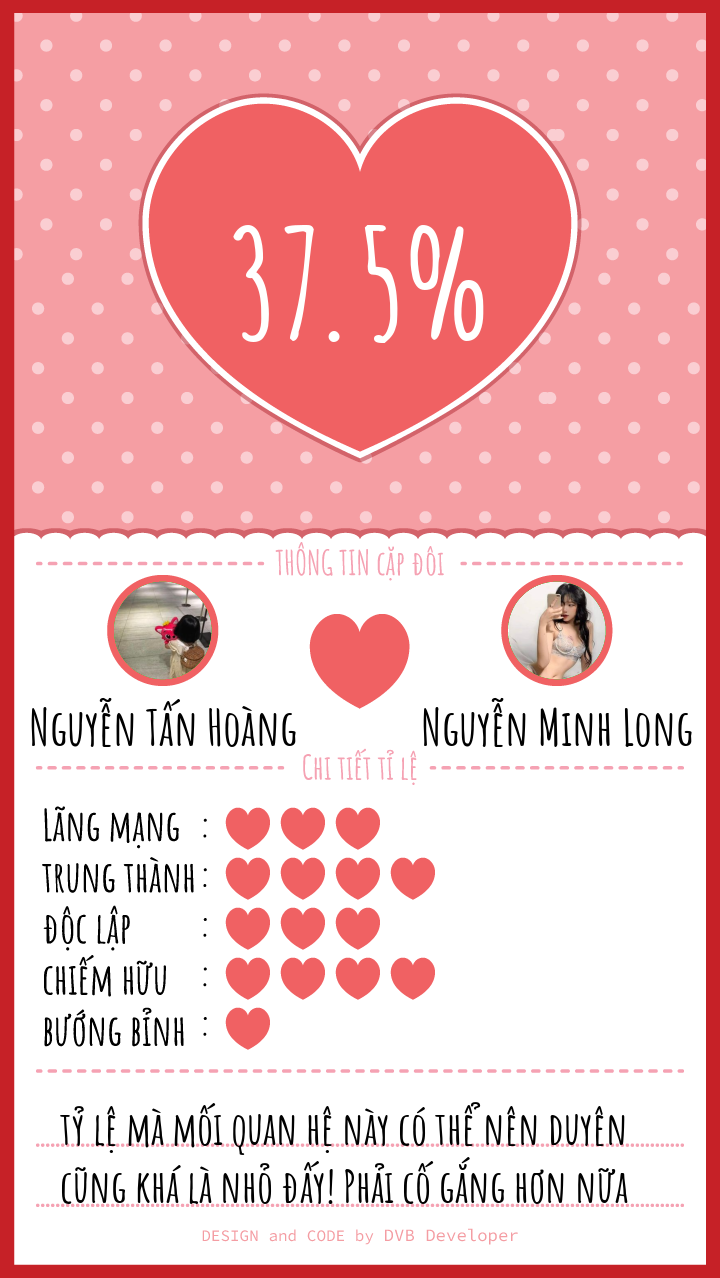 37.5%
THÔNG TIN CẶP ĐÔI
NGUYỄN TẤN HOÀNG
NGUYỄN MINH LONG
CHI TIẾT TỈ LỆ
LÃNG MẠNG :
TRUNG THÀNH :
ĐỘC LẬP :
CHIẾM HỮU :
BƯỚNG BỈNH :
TỶ LỆ MÀ MỐI QUAN HỆ NÀY CÓ THỂ NÊN DUYÊN
CŨNG KHÁ LÀ NHỎ ĐẤY! PHẢI CỐ GẮNG HƠN NỮA
DESIGN and CODE by DVB Developer